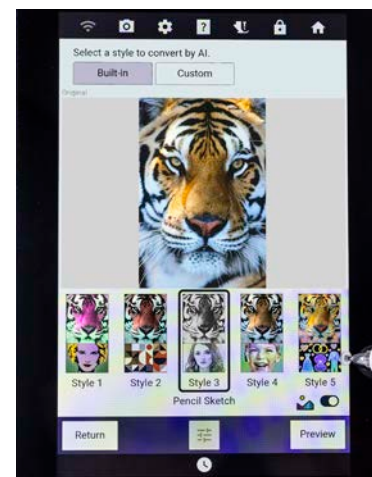 Select a style to convert by AI.
Built-in Custom
Original
Style 1 Style 2 Style 3 Style 4 Style 5
Pencil Sketch
Return Preview